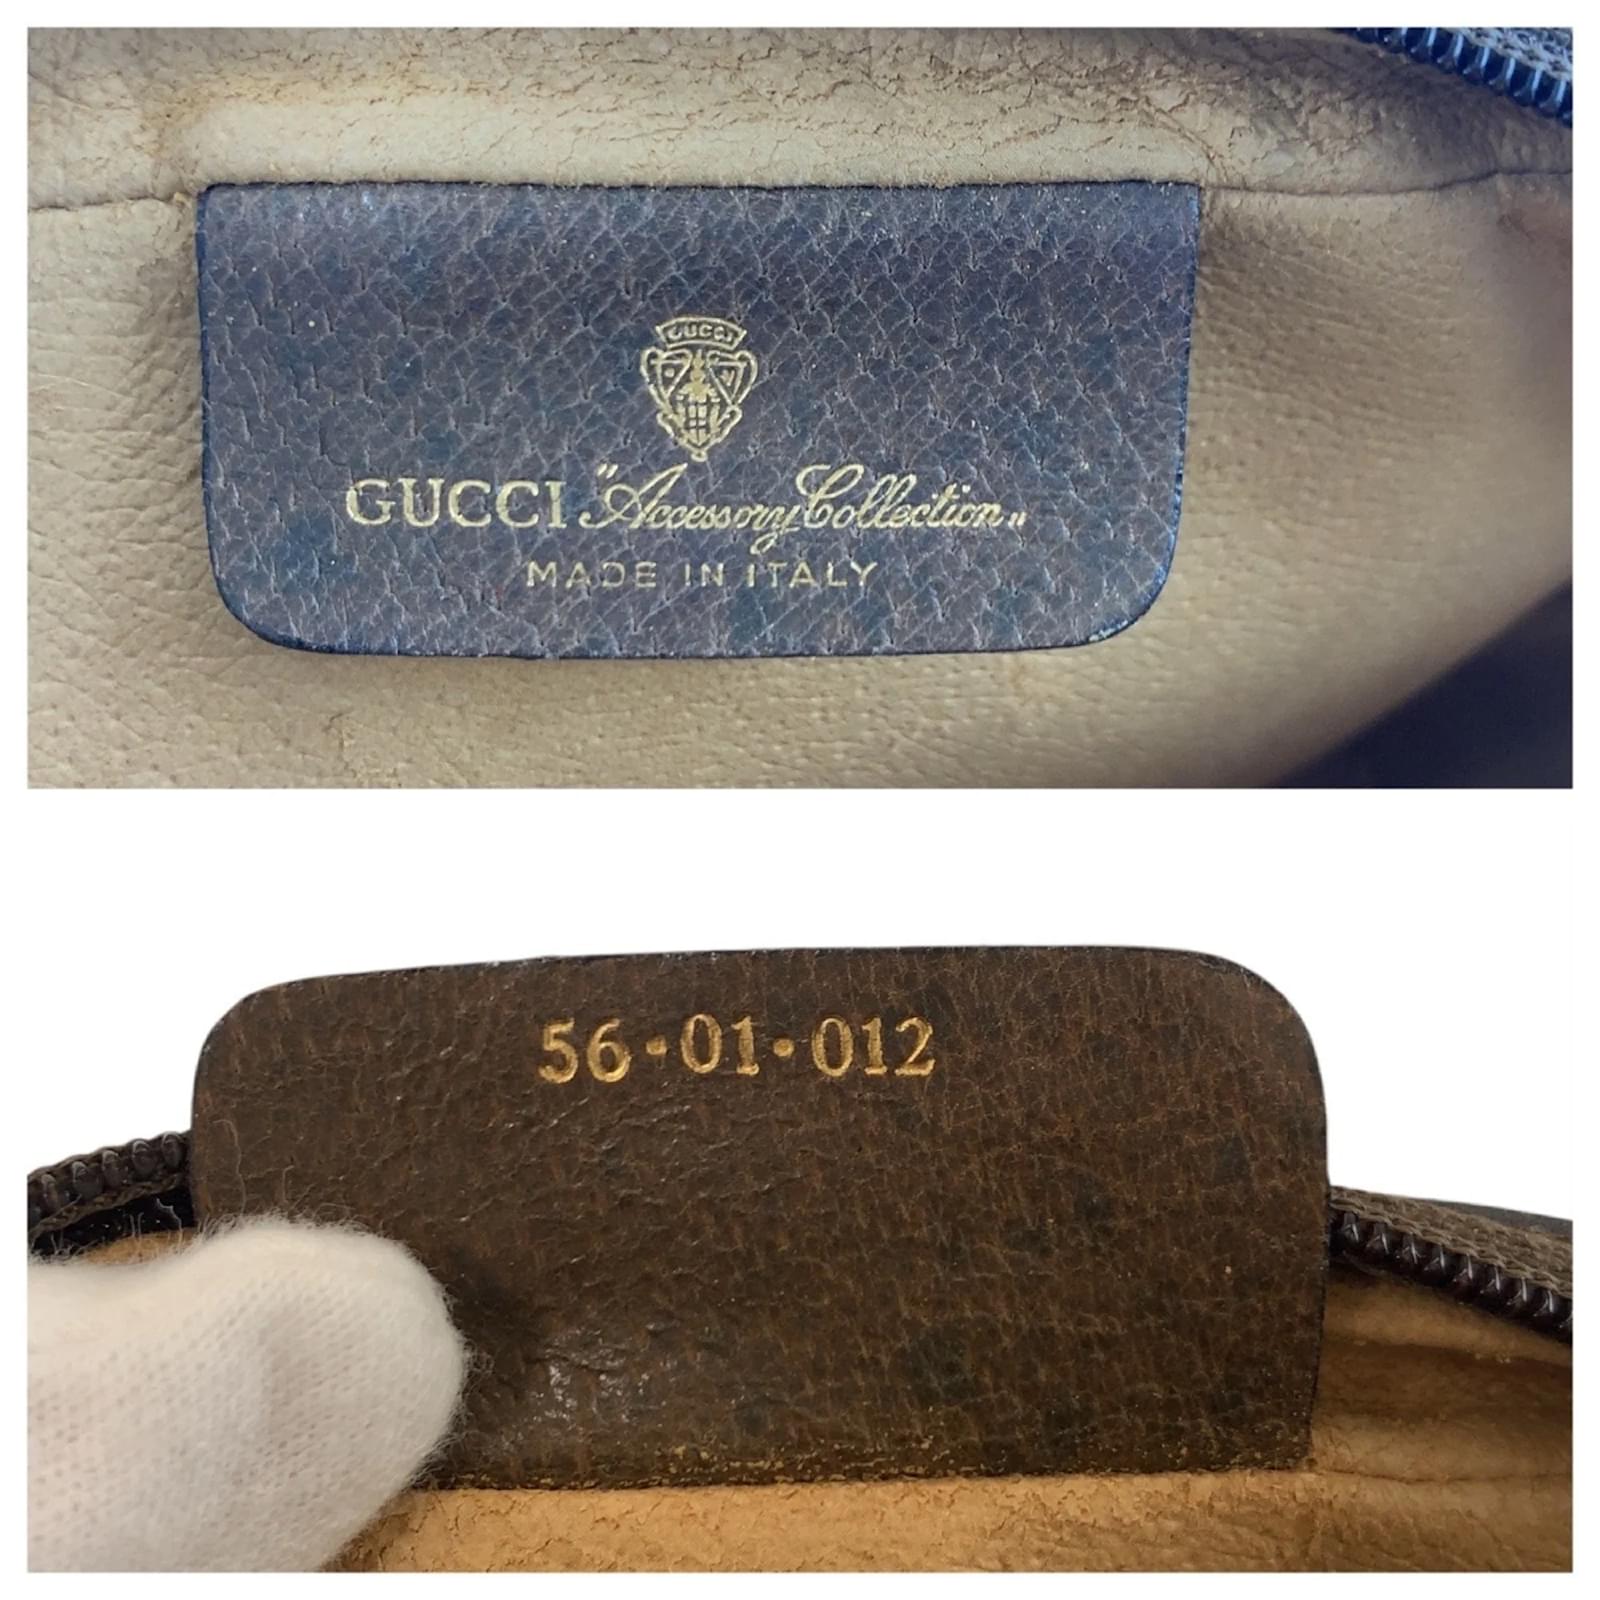 GUCCI
GUCCI "Accessory Collection„
MADE IN ITALY
56·01·012